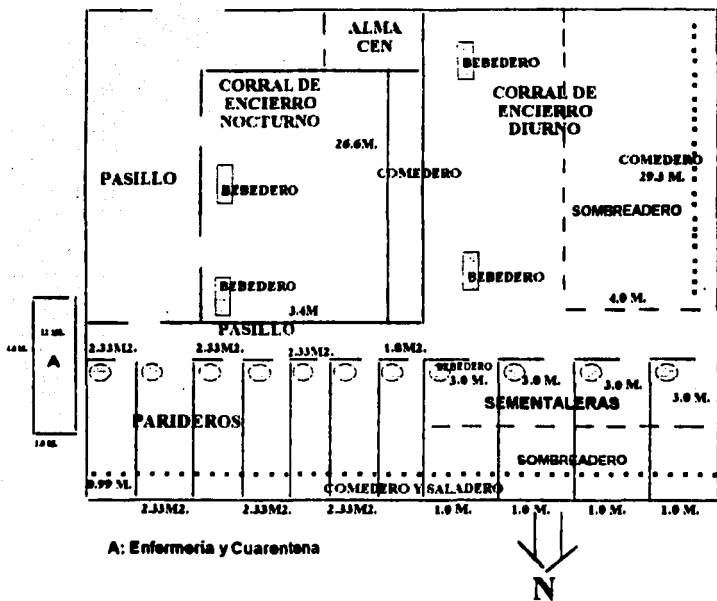 ALMA
CEN
BEBEDERO
CORRAL DE
ENCIERRO
NOCTURNO
CORRAL DE
ENCIERRO
DIURNO
26.6M.
COMEDERO
COMEDERO
29.3 M.
PASILLO
BEBEDERO
SOMBREADERO
BEBEDERO
BEBEDERO
3.4M
4.0 M.
PASILLO
A
2.33M2.
2.33M2.
2.33M2.
1.0M2.
BEBEDERO
3.0 M.
3.0 M.
3.0 M.
3.0 M.
SEMENTALERAS
PARIDEROS
SOMBREADERO
0.99 M.
COMEDERO Y SALADERO
2.33M2.
2.33M2.
2.33M2.
1.0 M.
1.0 M.
1.0 M.
1.0 M.
A: Enfermería y Cuarentena
N